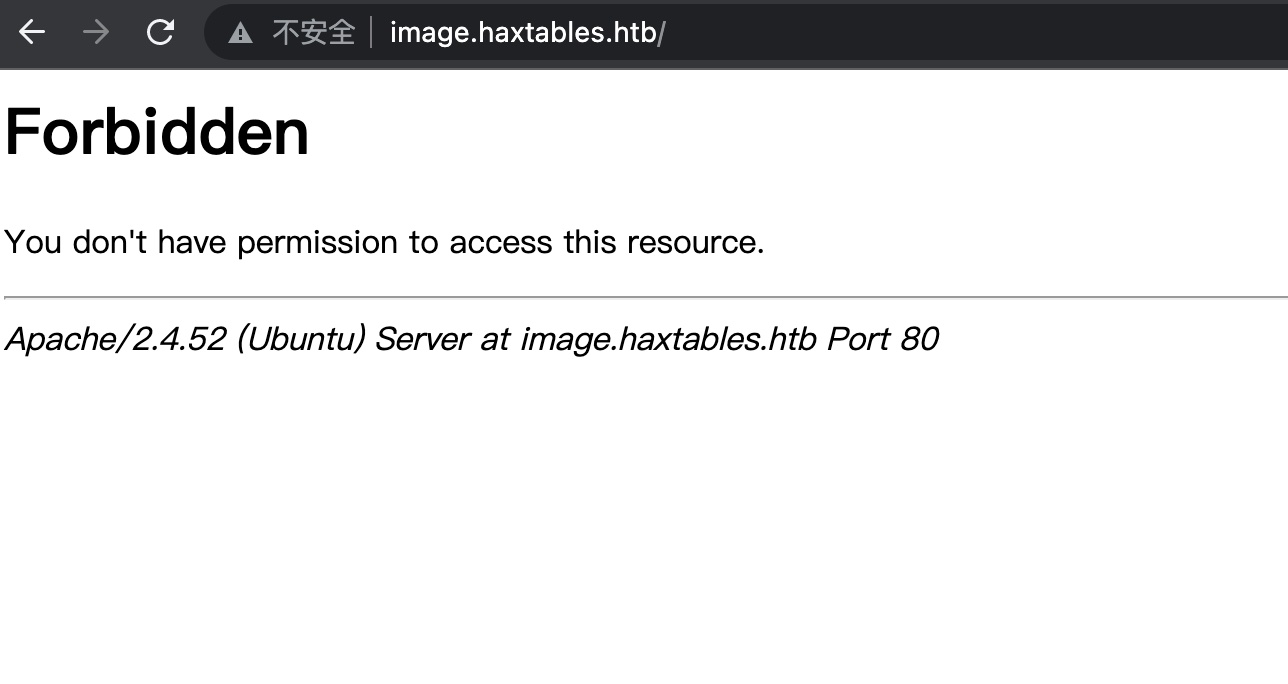 不安全 image.haxtables.htb/
Forbidden
You don't have permission to access this resource.
Apache/2.4.52 (Ubuntu) Server at image.haxtables.htb Port 80